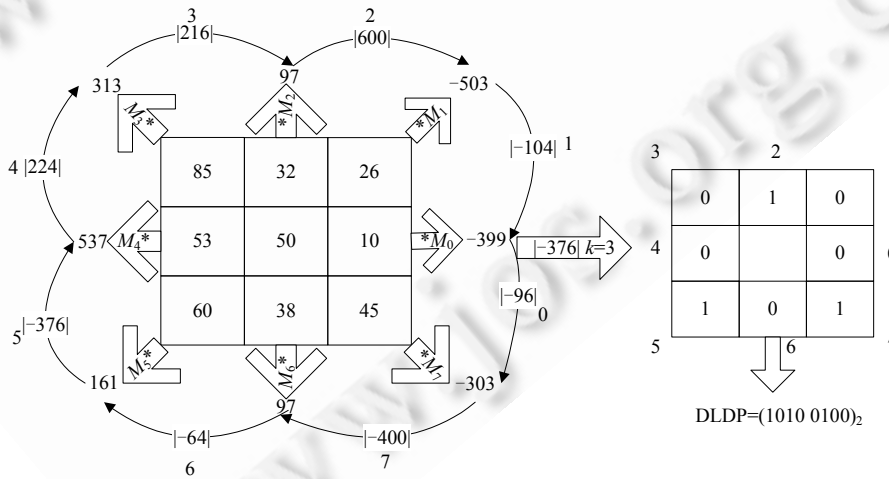 3
2
|216|
|600|
313
97
−503
M3*
*M2
*M1
4 |224|
|−104| 1
85 32 26
53 50 10
60 38 45
537
M4*
*M0
−399
|−376| k=3
|−96|
0
|−376|
5
M5*
M6*
*M7
161
97
−303
|−64|
|−400|
6
7
3
2
0 1 0
4
0 0
1 0 1
5
6
DLDP=(1010 0100)₂
www.jos.org.c